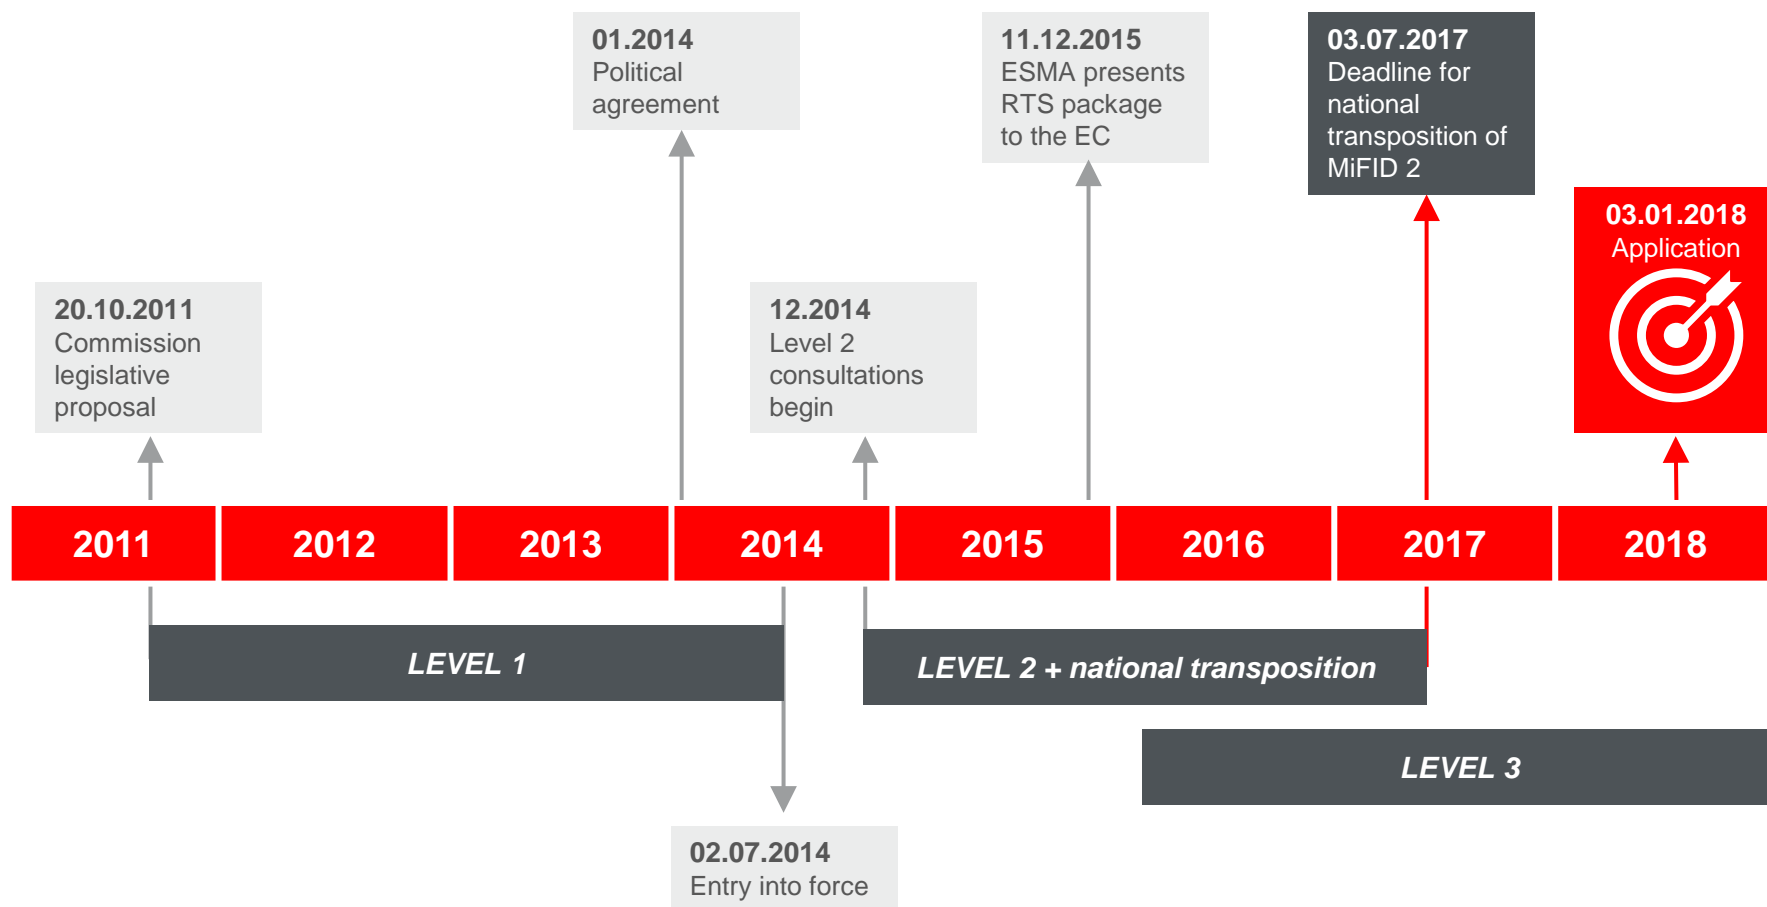 01.2014
Political
agreement
11.12.2015
ESMA presents
RTS package
to the EC
03.07.2017
Deadline for
national
transposition of
MiFID 2
03.01.2018
Application
20.10.2011
Commission
legislative
proposal
12.2014
Level 2
consultations
begin
2011 2012 2013 2014 2015 2016 2017 2018
LEVEL 1
LEVEL 2 + national transposition
LEVEL 3
02.07.2014
Entry into force